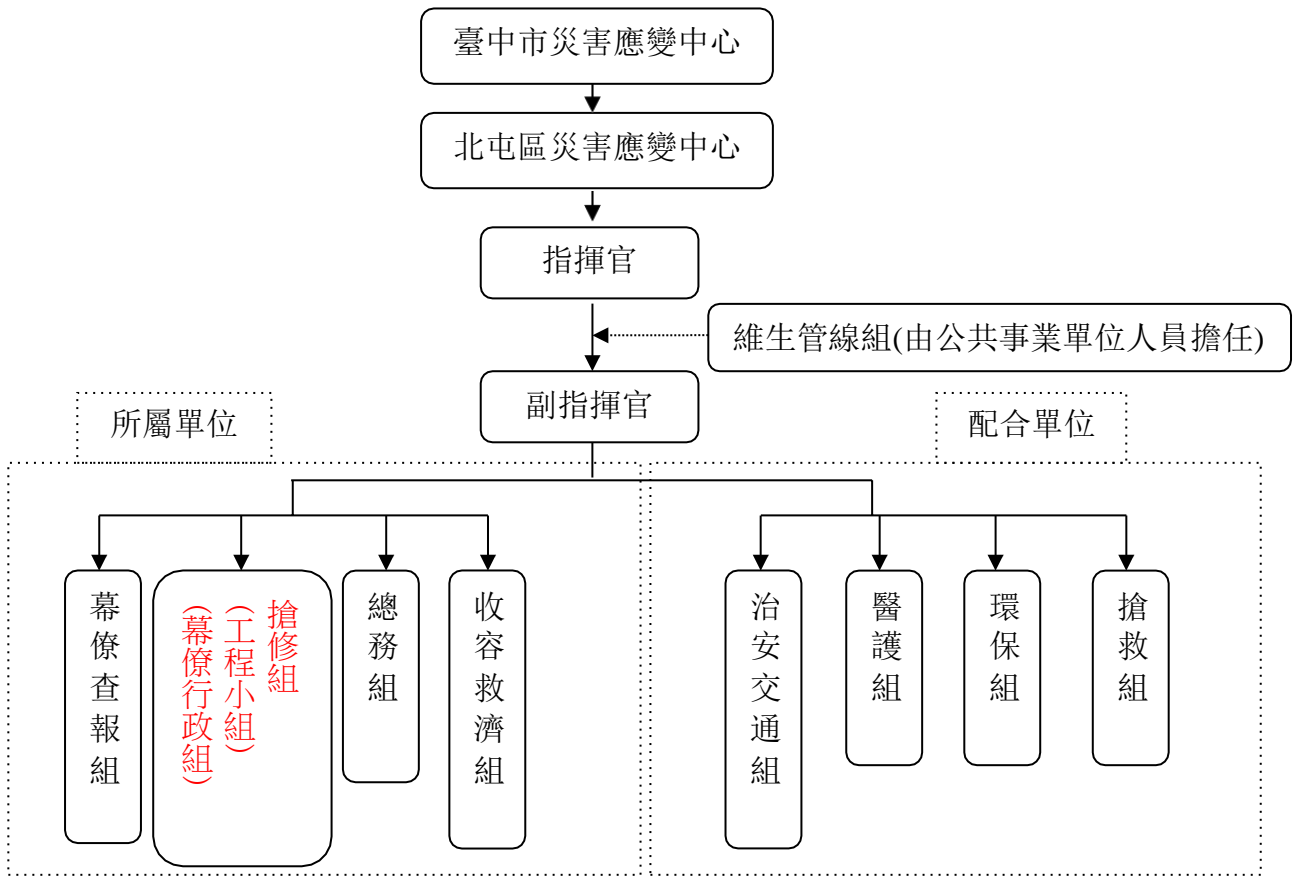 臺中市災害應變中心
北屯區災害應變中心
指揮官
維生管線組(由公共事業單位人員擔任)
副指揮官
所屬單位
配合單位
幕僚查報組
搶修組
(工程小組)
(幕僚行政組)
總務組
收容救濟組
治安交通組
醫護組
環保組
搶救組